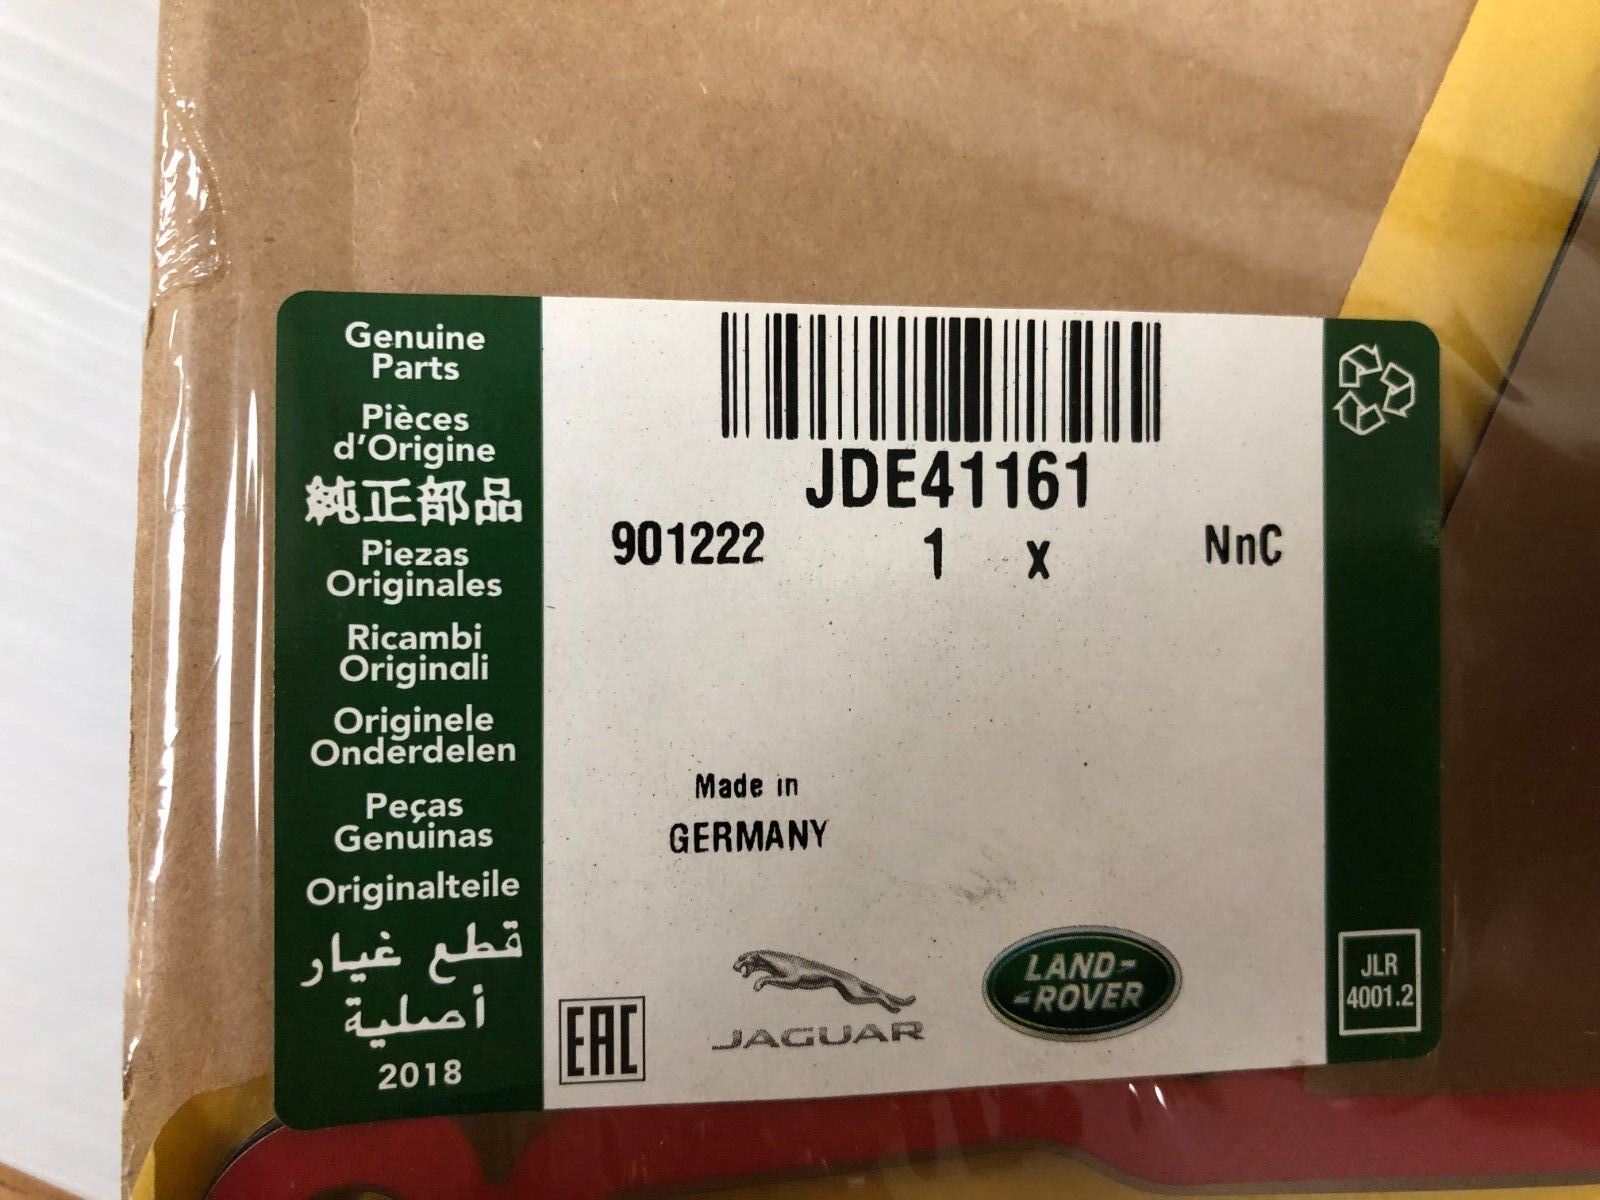 Genuine
Parts
Pièces
d'Origine
純正部品
Piezas
Originales
Ricambi
Originali
Originele
Onderdelen
Peças
Genuinas
Originalteile
قطع غيار
أصلية
2018
JDE41161
901222 1 x NnC
Made in
GERMANY
EAC
JAGUAR
LAND-
-ROVER
JLR
4001.2